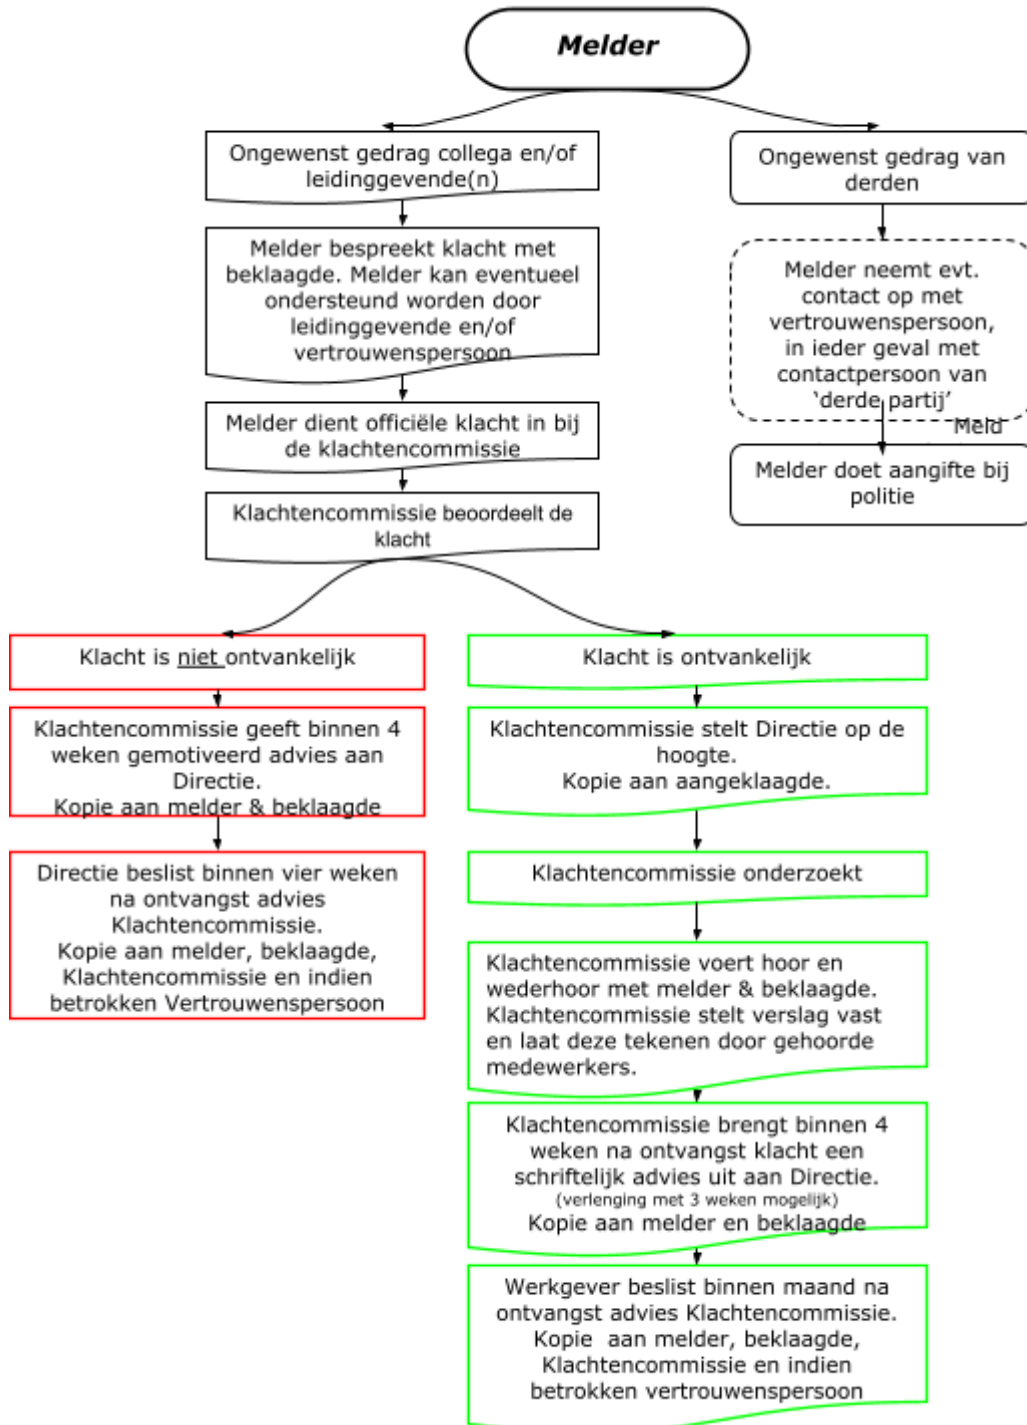 Melder
Ongewenst gedrag collega en/of
leidinggevende(n)
Melder bespreekt klacht met
beklaagde. Melder kan eventueel
ondersteund worden door
leidinggevende en/of
vertrouwenspersoon
Melder dient officiële klacht in bij
de klachtencommissie
Klachtencommissie beoordeelt de
klacht
Ongewenst gedrag van
derden
Melder neemt evt.
contact op met
vertrouwenspersoon,
in ieder geval met
contactpersoon van
‘derde partij’
Meld
Melder doet aangifte bij
politie
Klacht is niet ontvankelijk
Klachtencommissie geeft binnen 4
weken gemotiveerd advies aan
Directie.
Kopie aan melder & beklaagde
Directie beslist binnen vier weken
na ontvangst advies
Klachtencommissie.
Kopie aan melder, beklaagde,
Klachtencommissie en indien
betrokken Vertrouwenspersoon
Klacht is ontvankelijk
Klachtencommissie stelt Directie op de
hoogte.
Kopie aan aangeklaagde.
Klachtencommissie onderzoekt
Klachtencommissie voert hoor en
wederhoor met melder & beklaagde.
Klachtencommissie stelt verslag vast
en laat deze tekenen door gehoorde
medewerkers.
Klachtencommissie brengt binnen 4
weken na ontvangst klacht een
schriftelijk advies uit aan Directie.
(verlenging met 3 weken mogelijk)
Kopie aan melder en beklaagde
Werkgever beslist binnen maand na
ontvangst advies Klachtencommissie.
Kopie  aan melder, beklaagde,
Klachtencommissie en indien
betrokken vertrouwenspersoon